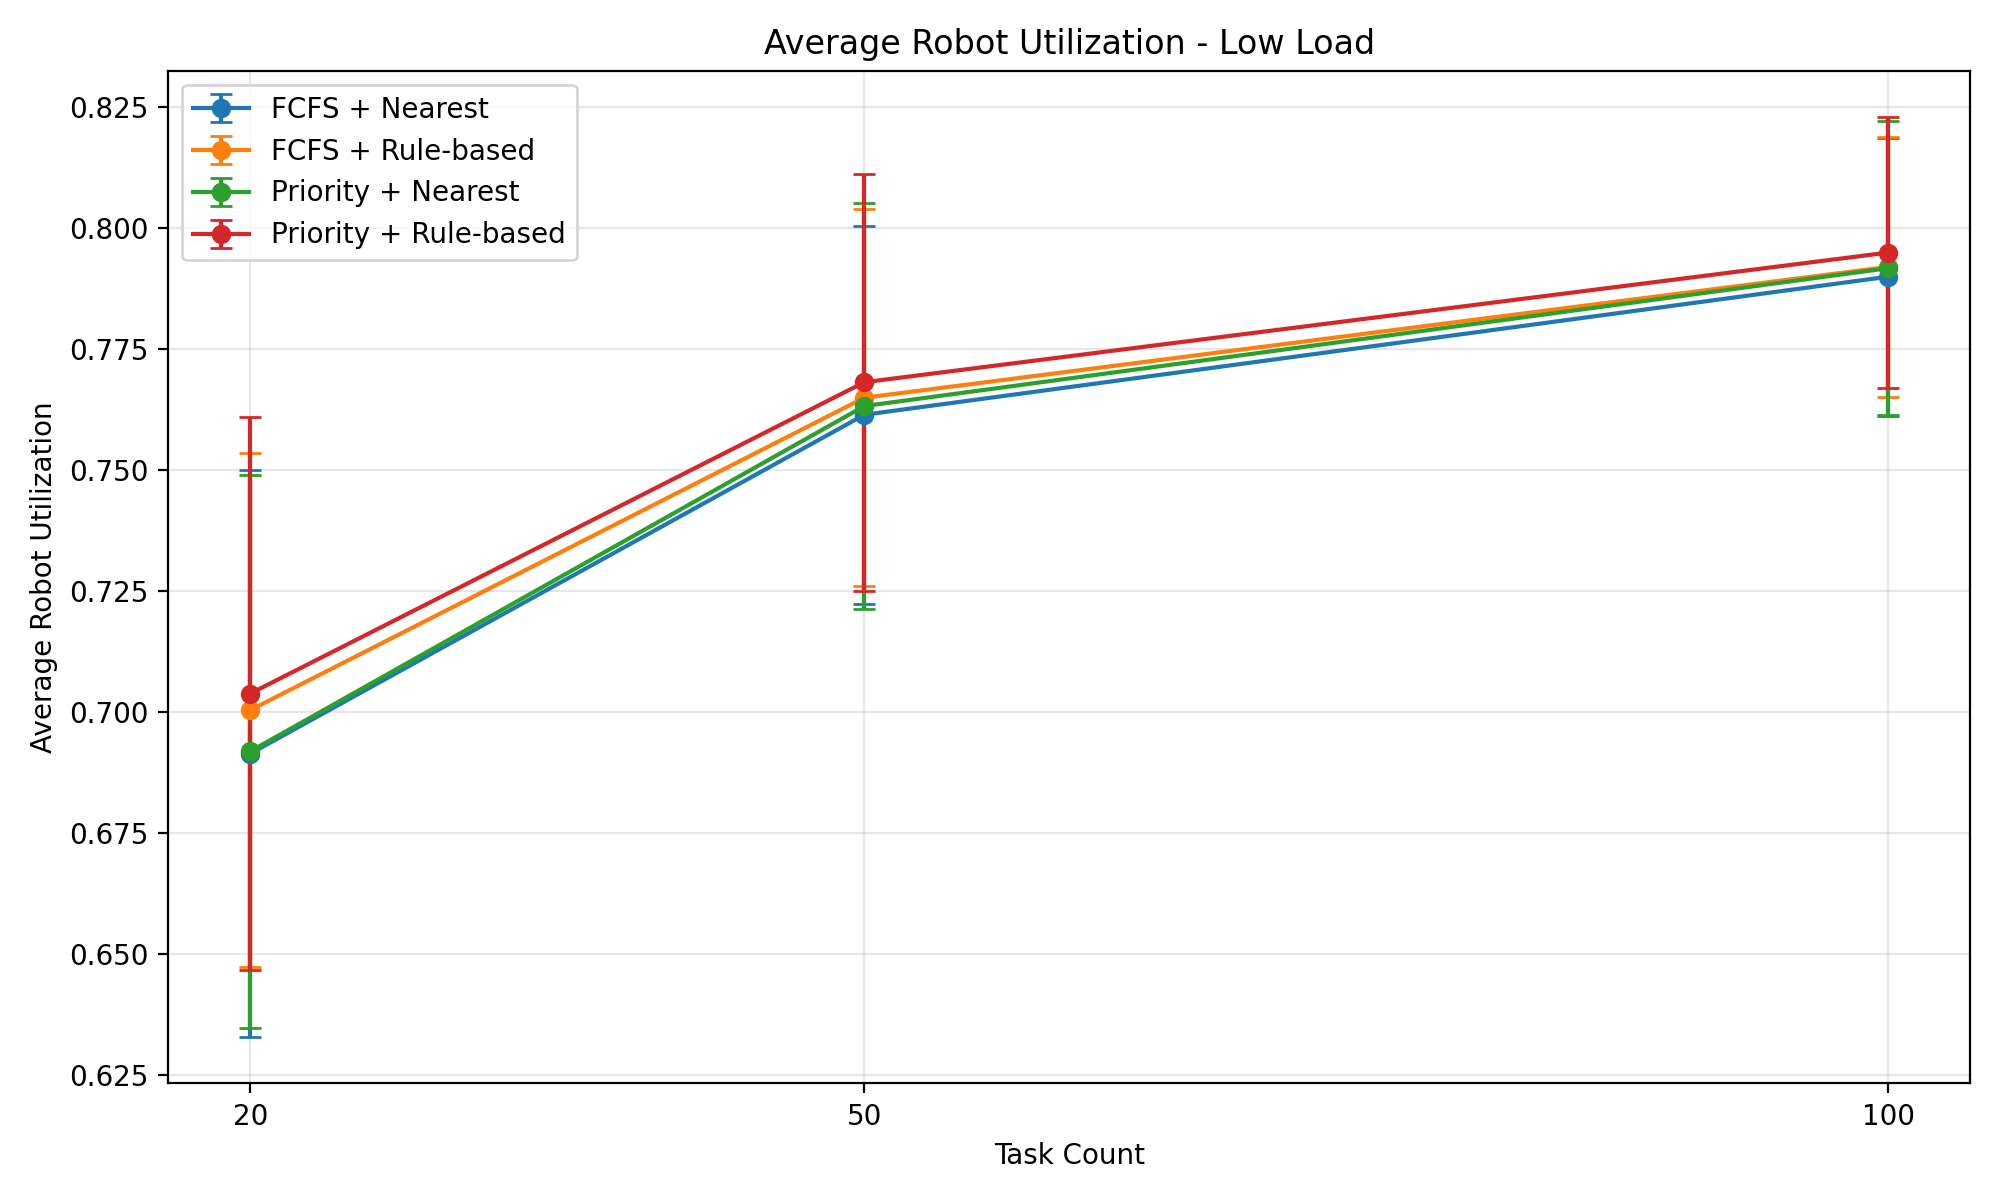 Average Robot Utilization - Low Load
FCFS + Nearest
FCFS + Rule-based
Priority + Nearest
Priority + Rule-based
Average Robot Utilization
0.825
0.800
0.775
0.750
0.725
0.700
0.675
0.650
0.625
20
50
100
Task Count